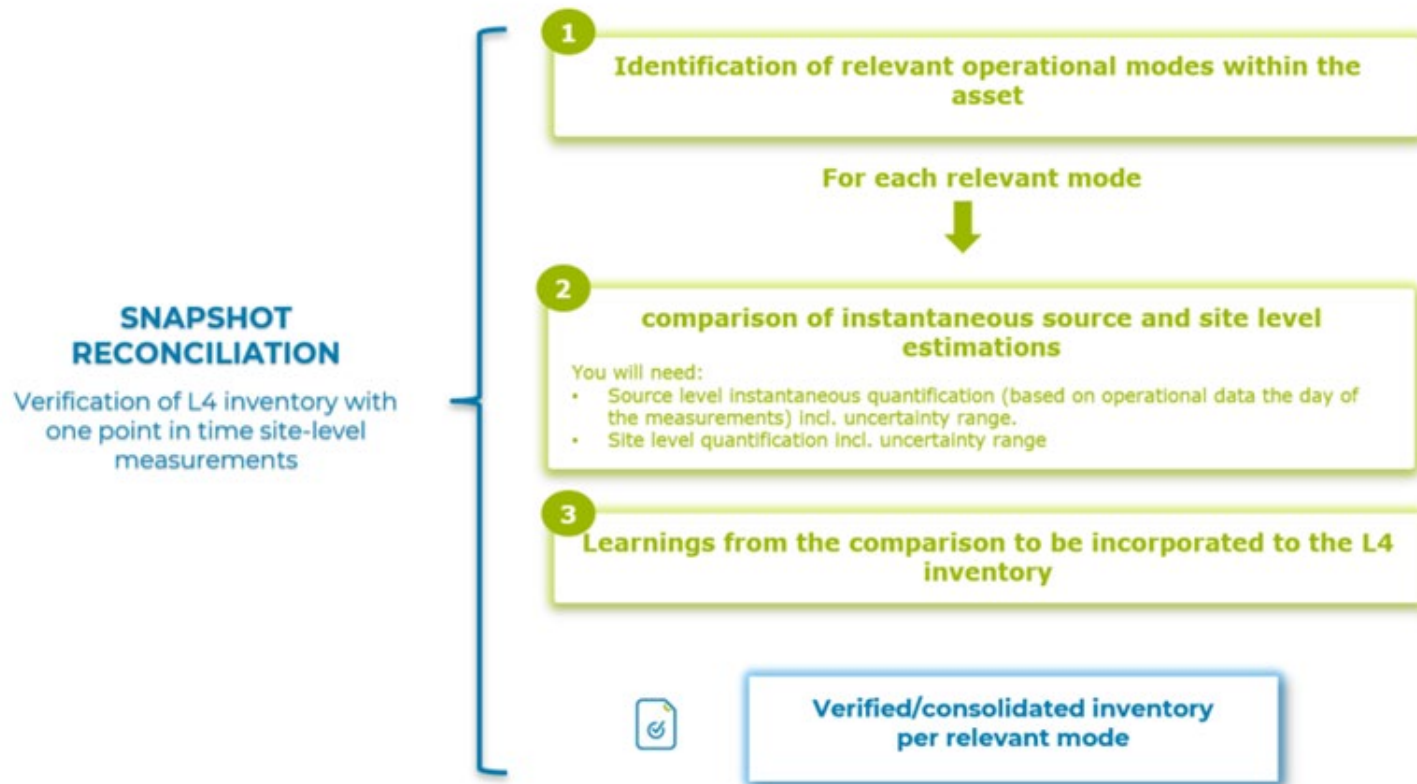 1
Identification of relevant operational modes within the
asset
For each relevant mode
SNAPSHOT
RECONCILIATION
Verification of L4 inventory with
one point in time site-level
measurements
2
comparison of instantaneous source and site level
estimations
You will need:
• Source level instantaneous quantification (based on operational data the day of
the measurements) incl. uncertainty range.
• Site level quantification incl. uncertainty range
3
Learnings from the comparison to be incorporated to the L4
inventory
Verified/consolidated inventory
per relevant mode